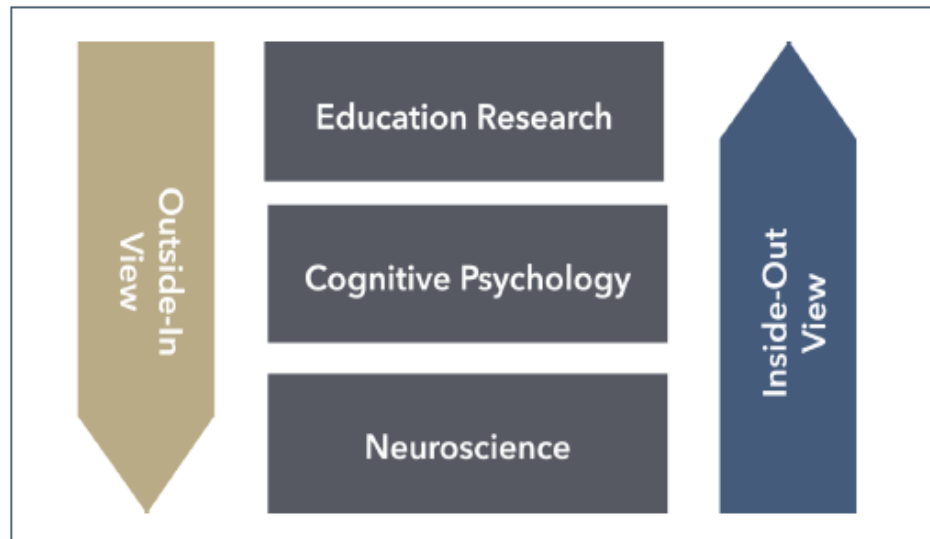 Education Research
Outside-In
View
Cognitive Psychology
Inside-Out
View
Neuroscience